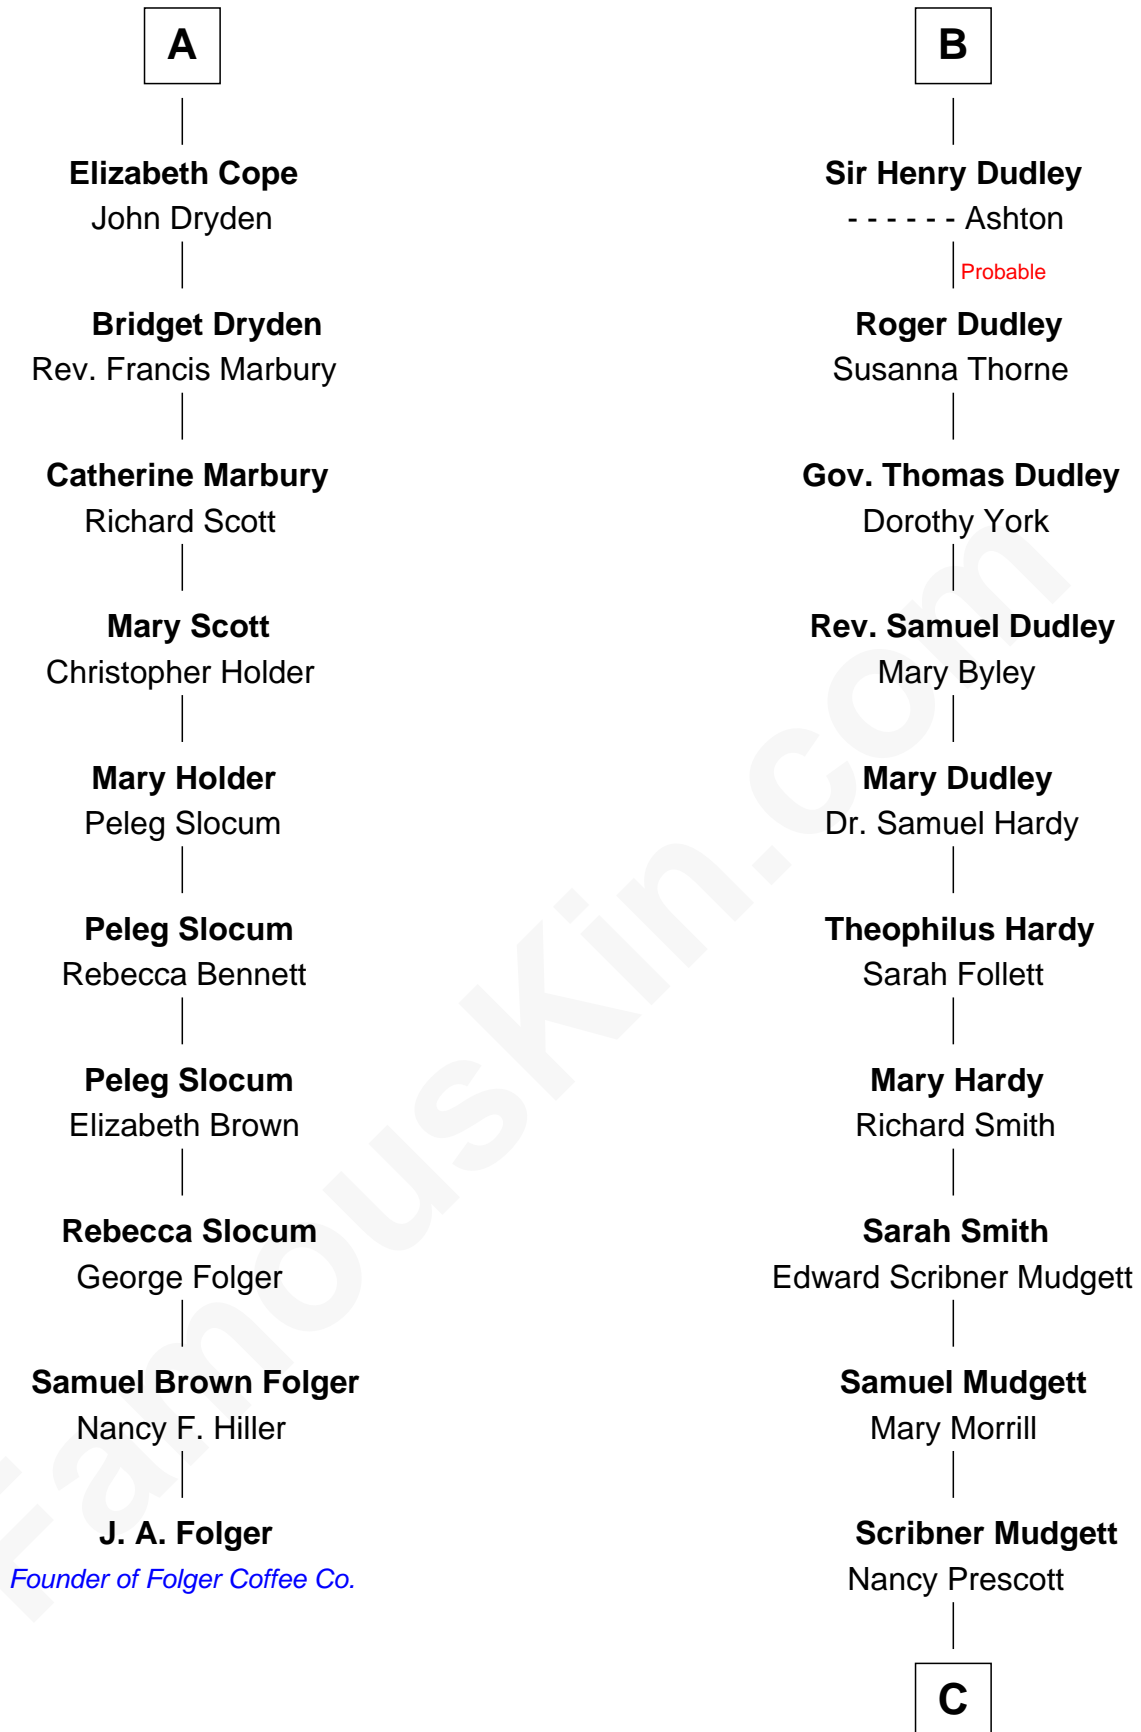 A
Elizabeth Cope
John Dryden
Bridget Dryden
Rev. Francis Marbury
Catherine Marbury
Richard Scott
Mary Scott
Christopher Holder
Mary Holder
Peleg Slocum
Peleg Slocum
Rebecca Bennett
Peleg Slocum
Elizabeth Brown
Rebecca Slocum
George Folger
Samuel Brown Folger
Nancy F. Hiller
J. A. Folger
Founder of Folger Coffee Co.
B
Sir Henry Dudley
- - - - - - Ashton
Probable
Roger Dudley
Susanna Thorne
Gov. Thomas Dudley
Dorothy York
Rev. Samuel Dudley
Mary Byley
Mary Dudley
Dr. Samuel Hardy
Theophilus Hardy
Sarah Follett
Mary Hardy
Richard Smith
Sarah Smith
Edward Scribner Mudgett
Samuel Mudgett
Mary Morrill
Scribner Mudgett
Nancy Prescott
C
FamousKin.com